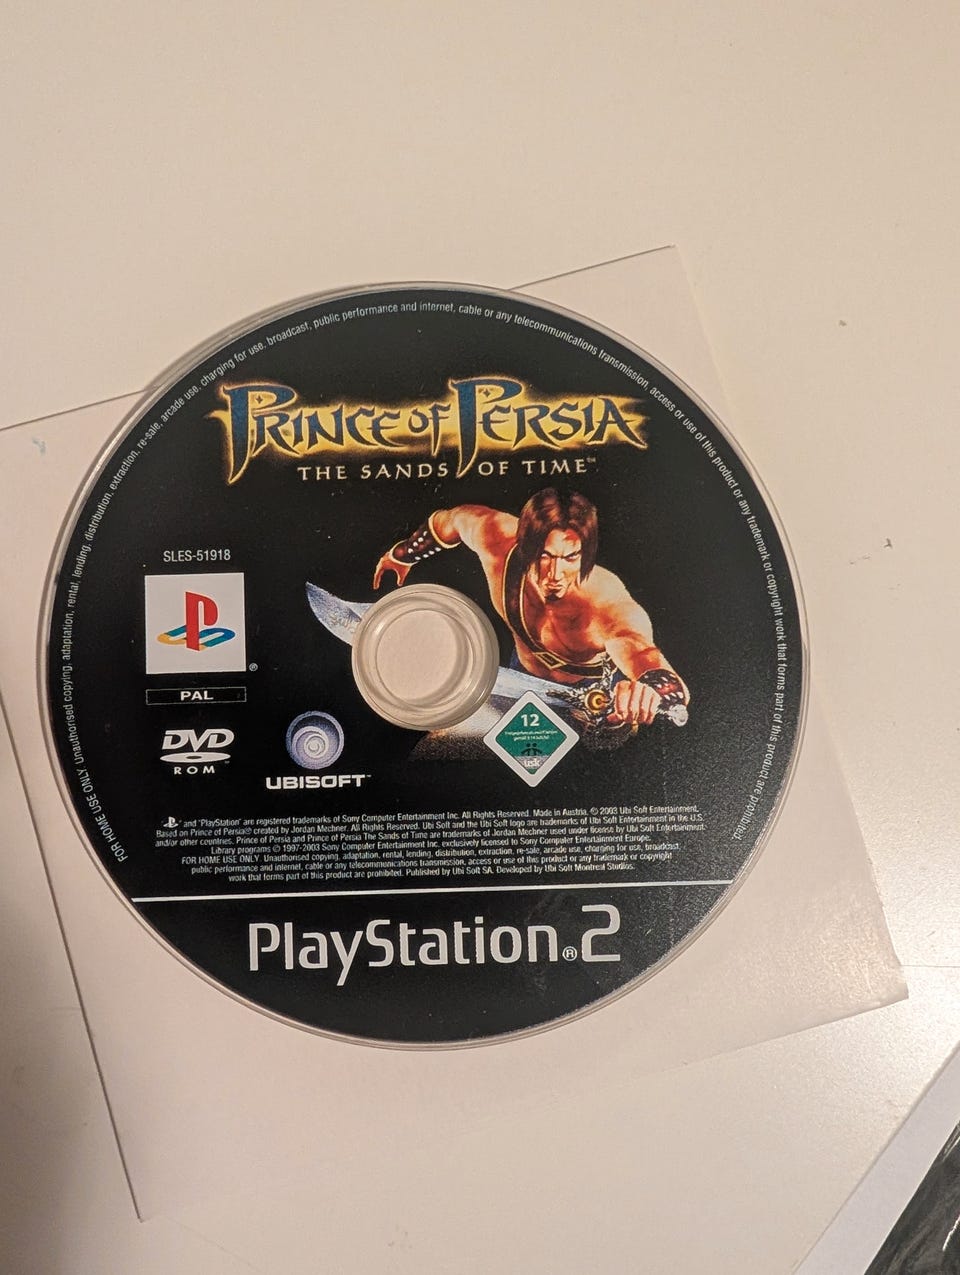 FOR HOME USE ONLY. Unauthorised copying, adaptation, rental, lending, distribution, extraction, re-sale, arcade use, charging for use, broadcast, public performance and internet, cable or any telecommunications transmission, access or use of this product or any trademark or copyright work that forms part of this product are prohibited.
PRINCE OF PERSIA
THE SANDS OF TIME™
SLES-51918
®
PAL
DVD
ROM
UBISOFT™
12
usk
and "PlayStation" are registered trademarks of Sony Computer Entertainment Inc. All Rights Reserved. Made in Austria. © 2003 Ubi Soft Entertainment.
Based on Prince of Persia® created by Jordan Mechner. All Rights Reserved. Ubi Soft and the Ubi Soft logo are trademarks of Ubi Soft Entertainment in the U.S.
and/or other countries. Prince of Persia and Prince of Persia The Sands of Time are trademarks of Jordan Mechner used under license by Ubi Soft Entertainment.
Library programs © 1997-2003 Sony Computer Entertainment Inc. exclusively licensed to Sony Computer Entertainment Europe.
FOR HOME USE ONLY. Unauthorised copying, adaptation, rental, lending, distribution, extraction, re-sale, arcade use, charging for use, broadcast,
public performance and internet, cable or any telecommunications transmission, access or use of this product or any trademark or copyright
work that forms part of this product are prohibited. Published by Ubi Soft SA. Developed by Ubi Soft Montreal Studios.
PlayStation®2